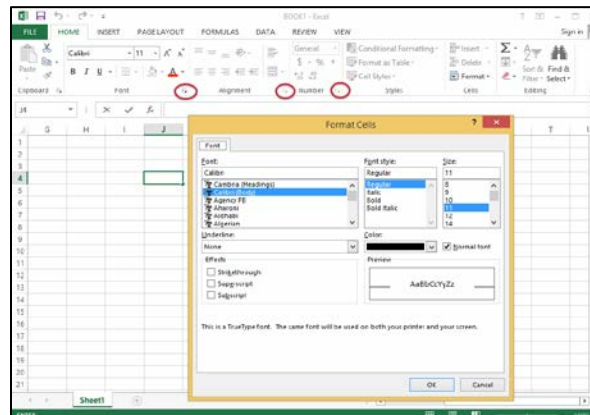 BOOK1 - Excel
FILE HOME INSERT PAGE LAYOUT FORMULAS DATA REVIEW VIEW Sign in
Calibri 11 General Conditional Formatting Insert
Paste B I U A $ % Format as Table Delete Sort & Find &
Cell Styles Format Filter Select
Clipboard Font Alignment Number Styles Cells Editing
J4
G H I J T
1
2
3
4
5
6
7
8
9
10
11
12
13
14
15
16
17
18
19
20
21
Format Cells
Font
Font: Font style: Size:
Calibri Regular 11
Cambria (Headings) Regular 8
Calibri (Body) Italic 9
Agency FB Bold 10
Aharoni Bold Italic 11
Aldhabi 12
Algerian 14
Underline: Color:
None Normal font
Effects Preview
Strikethrough
Superscript AaBbCcYyZz
Subscript
This is a TrueType font. The same font will be used on both your printer and your screen.
OK Cancel
Sheet1
ENTER